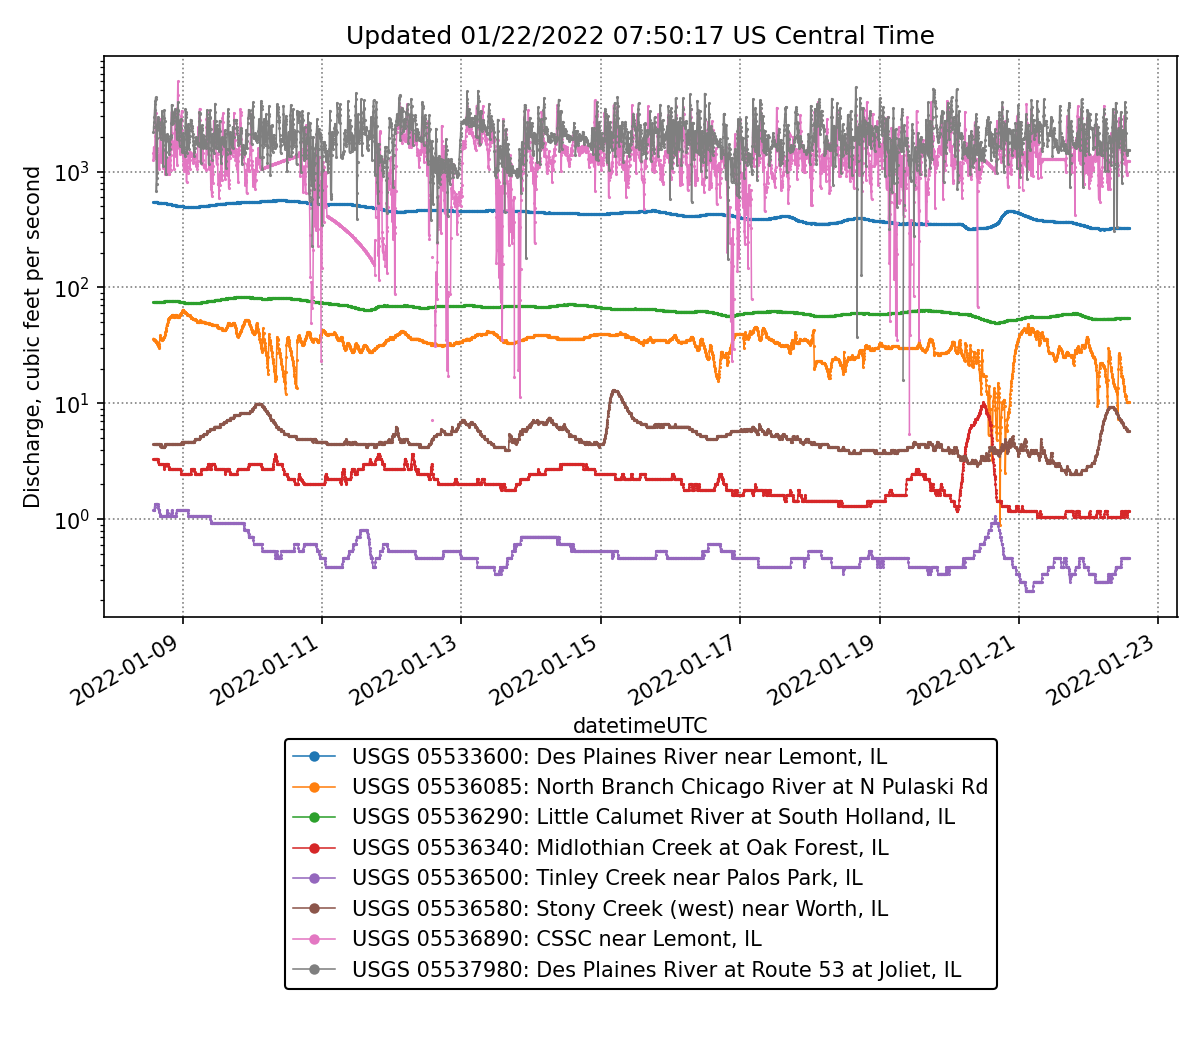 Updated 01/22/2022 07:50:17 US Central Time
Discharge, cubic feet per second
10³
10²
10¹
10⁰
2022-01-09
2022-01-11
2022-01-13
2022-01-15
2022-01-17
2022-01-19
2022-01-21
2022-01-23
datetimeUTC
USGS 05533600: Des Plaines River near Lemont, IL
USGS 05536085: North Branch Chicago River at N Pulaski Rd
USGS 05536290: Little Calumet River at South Holland, IL
USGS 05536340: Midlothian Creek at Oak Forest, IL
USGS 05536500: Tinley Creek near Palos Park, IL
USGS 05536580: Stony Creek (west) near Worth, IL
USGS 05536890: CSSC near Lemont, IL
USGS 05537980: Des Plaines River at Route 53 at Joliet, IL